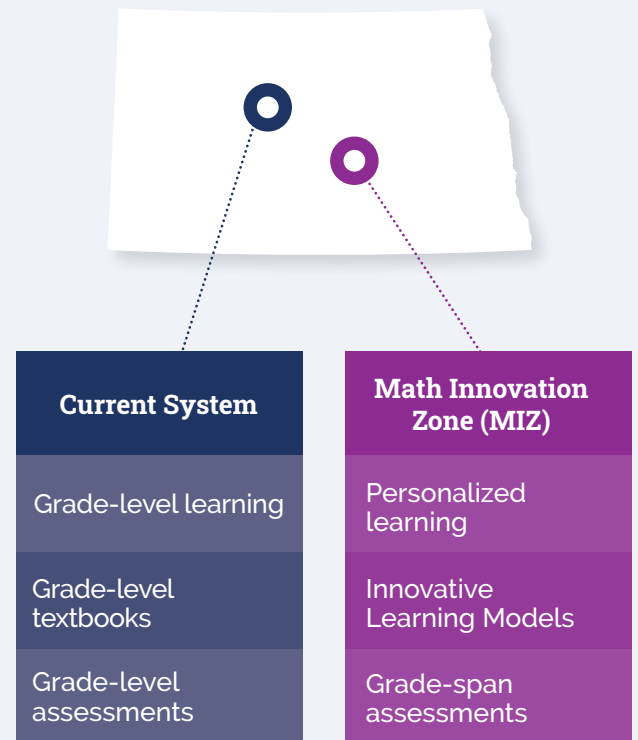 Current System
Grade-level learning
Grade-level
textbooks
Grade-level
assessments
Math Innovation
Zone (MIZ)
Personalized
learning
Innovative
Learning Models
Grade-span
assessments